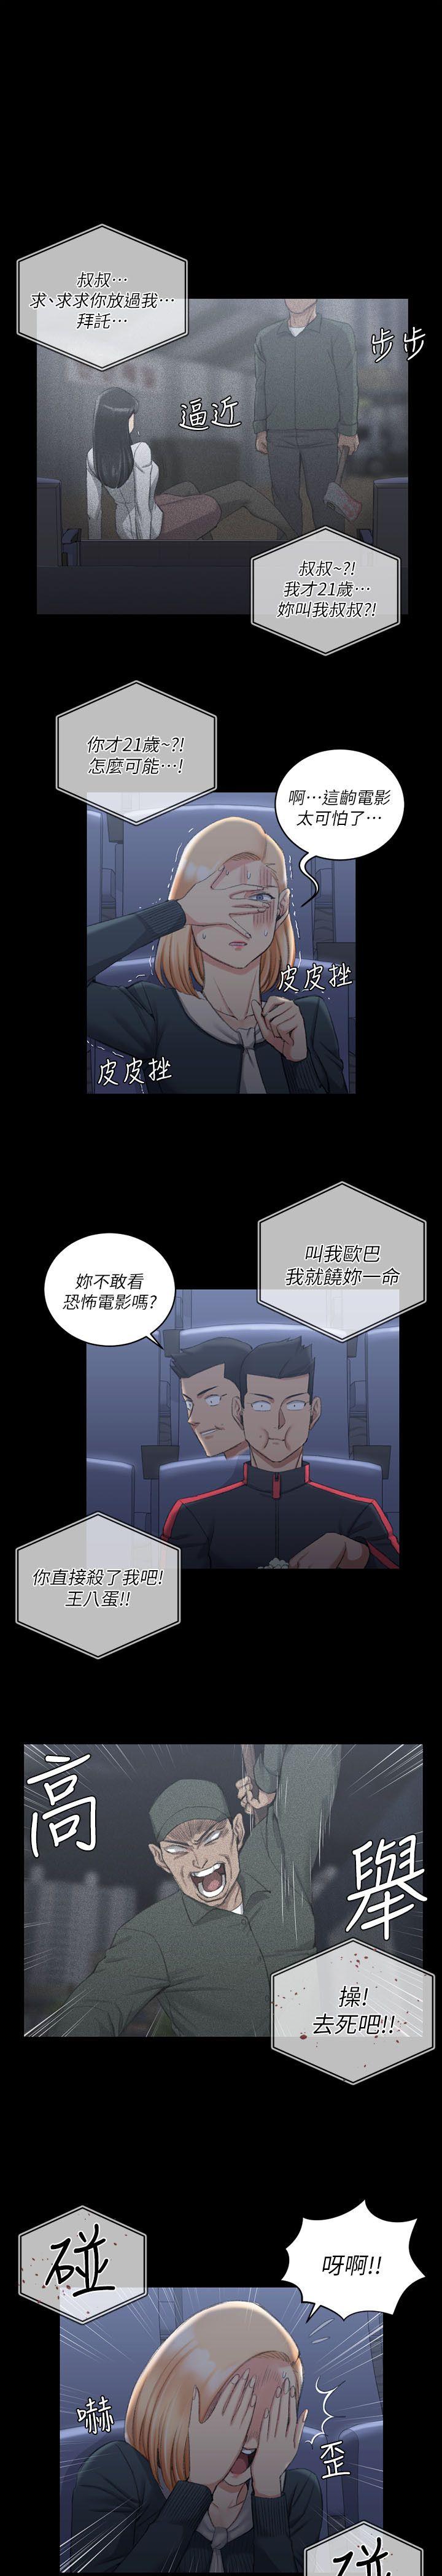 叔叔…
求、求求你放過我…
拜託…
步步
逼近
叔叔~?!
我才21歲…
妳叫我叔叔?!
你才21歲~?!
怎麼可能…!
啊…這齣電影
太可怕了…
皮皮挫
皮皮挫
叫我歐巴
我就饒妳一命
妳不敢看
恐怖電影嗎?
你直接殺了我吧!
王八蛋!!
高
舉
操!
去死吧!!
碰
呀啊!!
嚇
歪